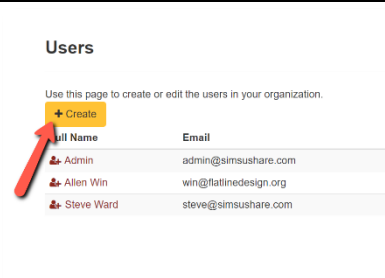 Users
Use this page to create or edit the users in your organization.
+ Create
ull Name Email
Admin admin@simsushare.com
Allen Win win@flatlinedesign.org
Steve Ward steve@simsushare.com